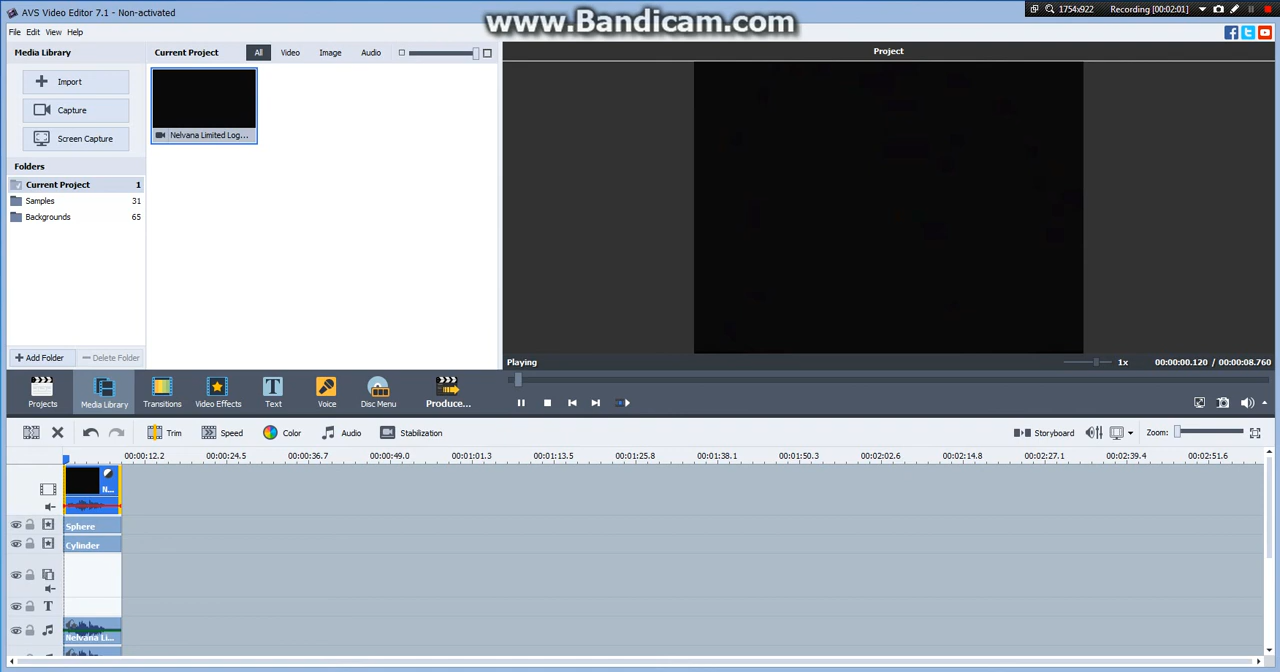 AVS Video Editor 7.1 - Non-activated
www.Bandicam.com
1754x922
Recording [00:02:01]
File Edit View Help
Media Library
Current Project
All Video Image Audio
Project
Import
Capture
Screen Capture
Nelvana Limited Log...
Folders
Current Project 1
Samples 31
Backgrounds 65
Add Folder
Delete Folder
Playing
1x
00:00:00.120 / 00:00:08.760
Projects
Media Library
Transitions
Video Effects
Text
Voice
Disc Menu
Produce...
Trim
Speed
Color
Audio
Stabilization
Storyboard
Zoom:
00:00:12.2 00:00:24.5 00:00:36.7 00:00:49.0 00:01:01.3 00:01:13.5 00:01:25.8 00:01:38.1 00:01:50.3 00:02:02.6 00:02:14.8 00:02:27.1 00:02:39.4 00:02:51.6
N...
Sphere
Cylinder
T
Nelvana Li...